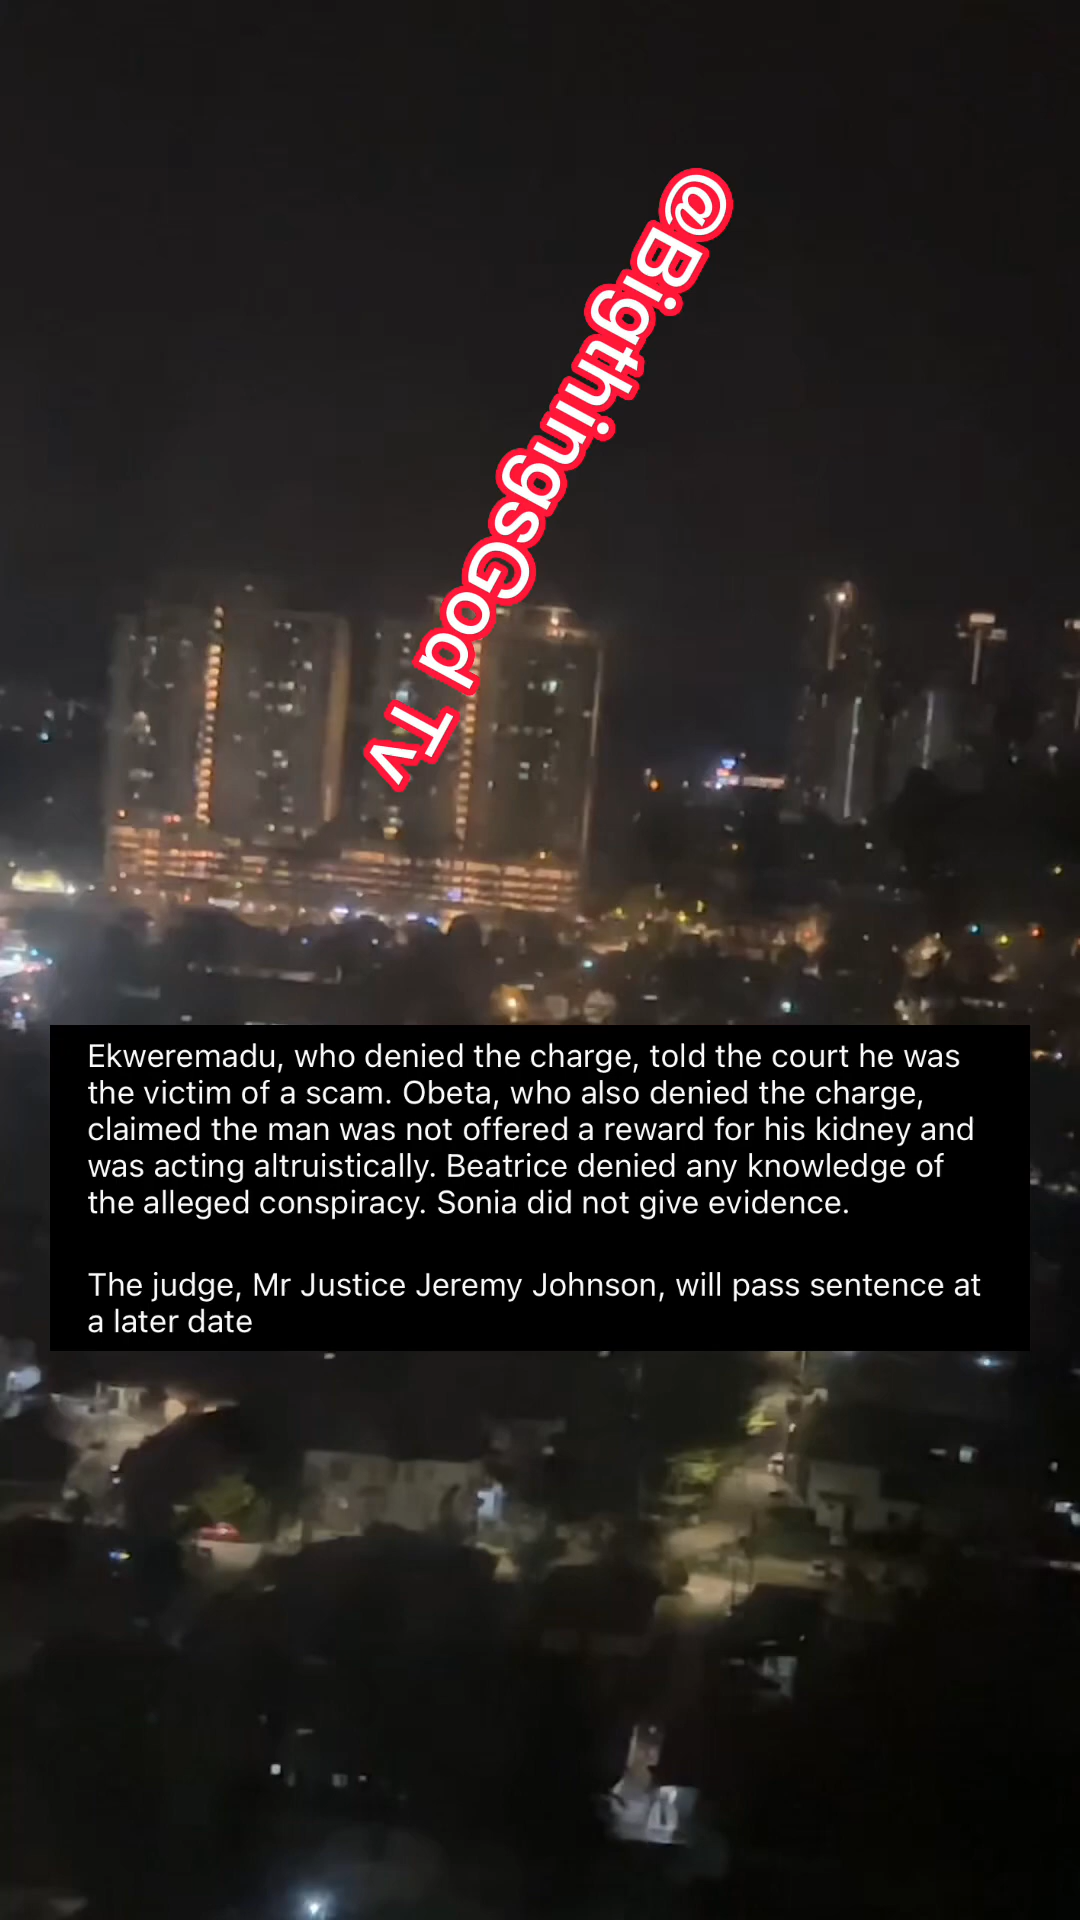 @BigthingsGod Tv
Ekweremadu, who denied the charge, told the court he was
the victim of a scam. Obeta, who also denied the charge,
claimed the man was not offered a reward for his kidney and
was acting altruistically. Beatrice denied any knowledge of
the alleged conspiracy. Sonia did not give evidence.
The judge, Mr Justice Jeremy Johnson, will pass sentence at
a later date